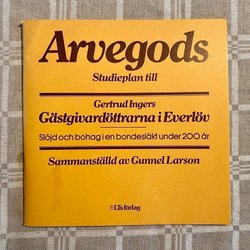 Arvegods
Studieplan till
Gertrud Ingers
Gästgivardöttrarna i Everlöv
Slöjd och bohag i en bondesläkt under 200 år
Sammanställd av Gunnel Larson
LTs förlag